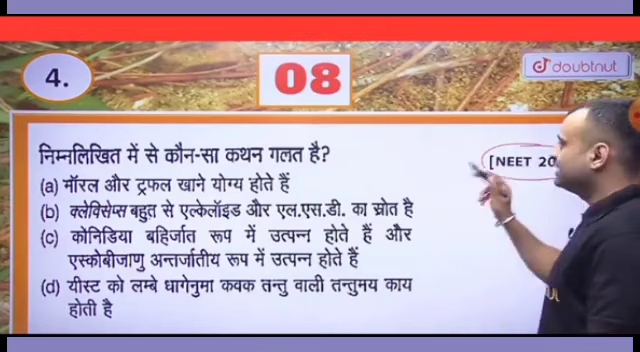 4.
08
doubtnut
निम्नलिखित में से कौन-सा कथन गलत है?
[NEET 20
(a) मॉरल और ट्रफल खाने योग्य होते हैं
(b) क्लेविसेप्स बहुत से एल्केलॉइड और एल.एस.डी. का स्रोत है
(c) कोनिडिया बहिर्जात रूप में उत्पन्न होते हैं और
एस्कोबीजाणु अन्तर्जातीय रूप में उत्पन्न होते हैं
(d) यीस्ट को लम्बे धागेनुमा कवक तन्तु वाली तन्तुमय काय
होती है